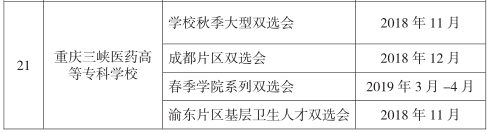 学校秋季大型双选会 2018 年 11 月
21 重庆三峡医药高等专科学校 成都片区双选会 2018 年 12 月
春季学院系列双选会 2019 年 3 月 –4 月
渝东片区基层卫生人才双选会 2018 年 11 月